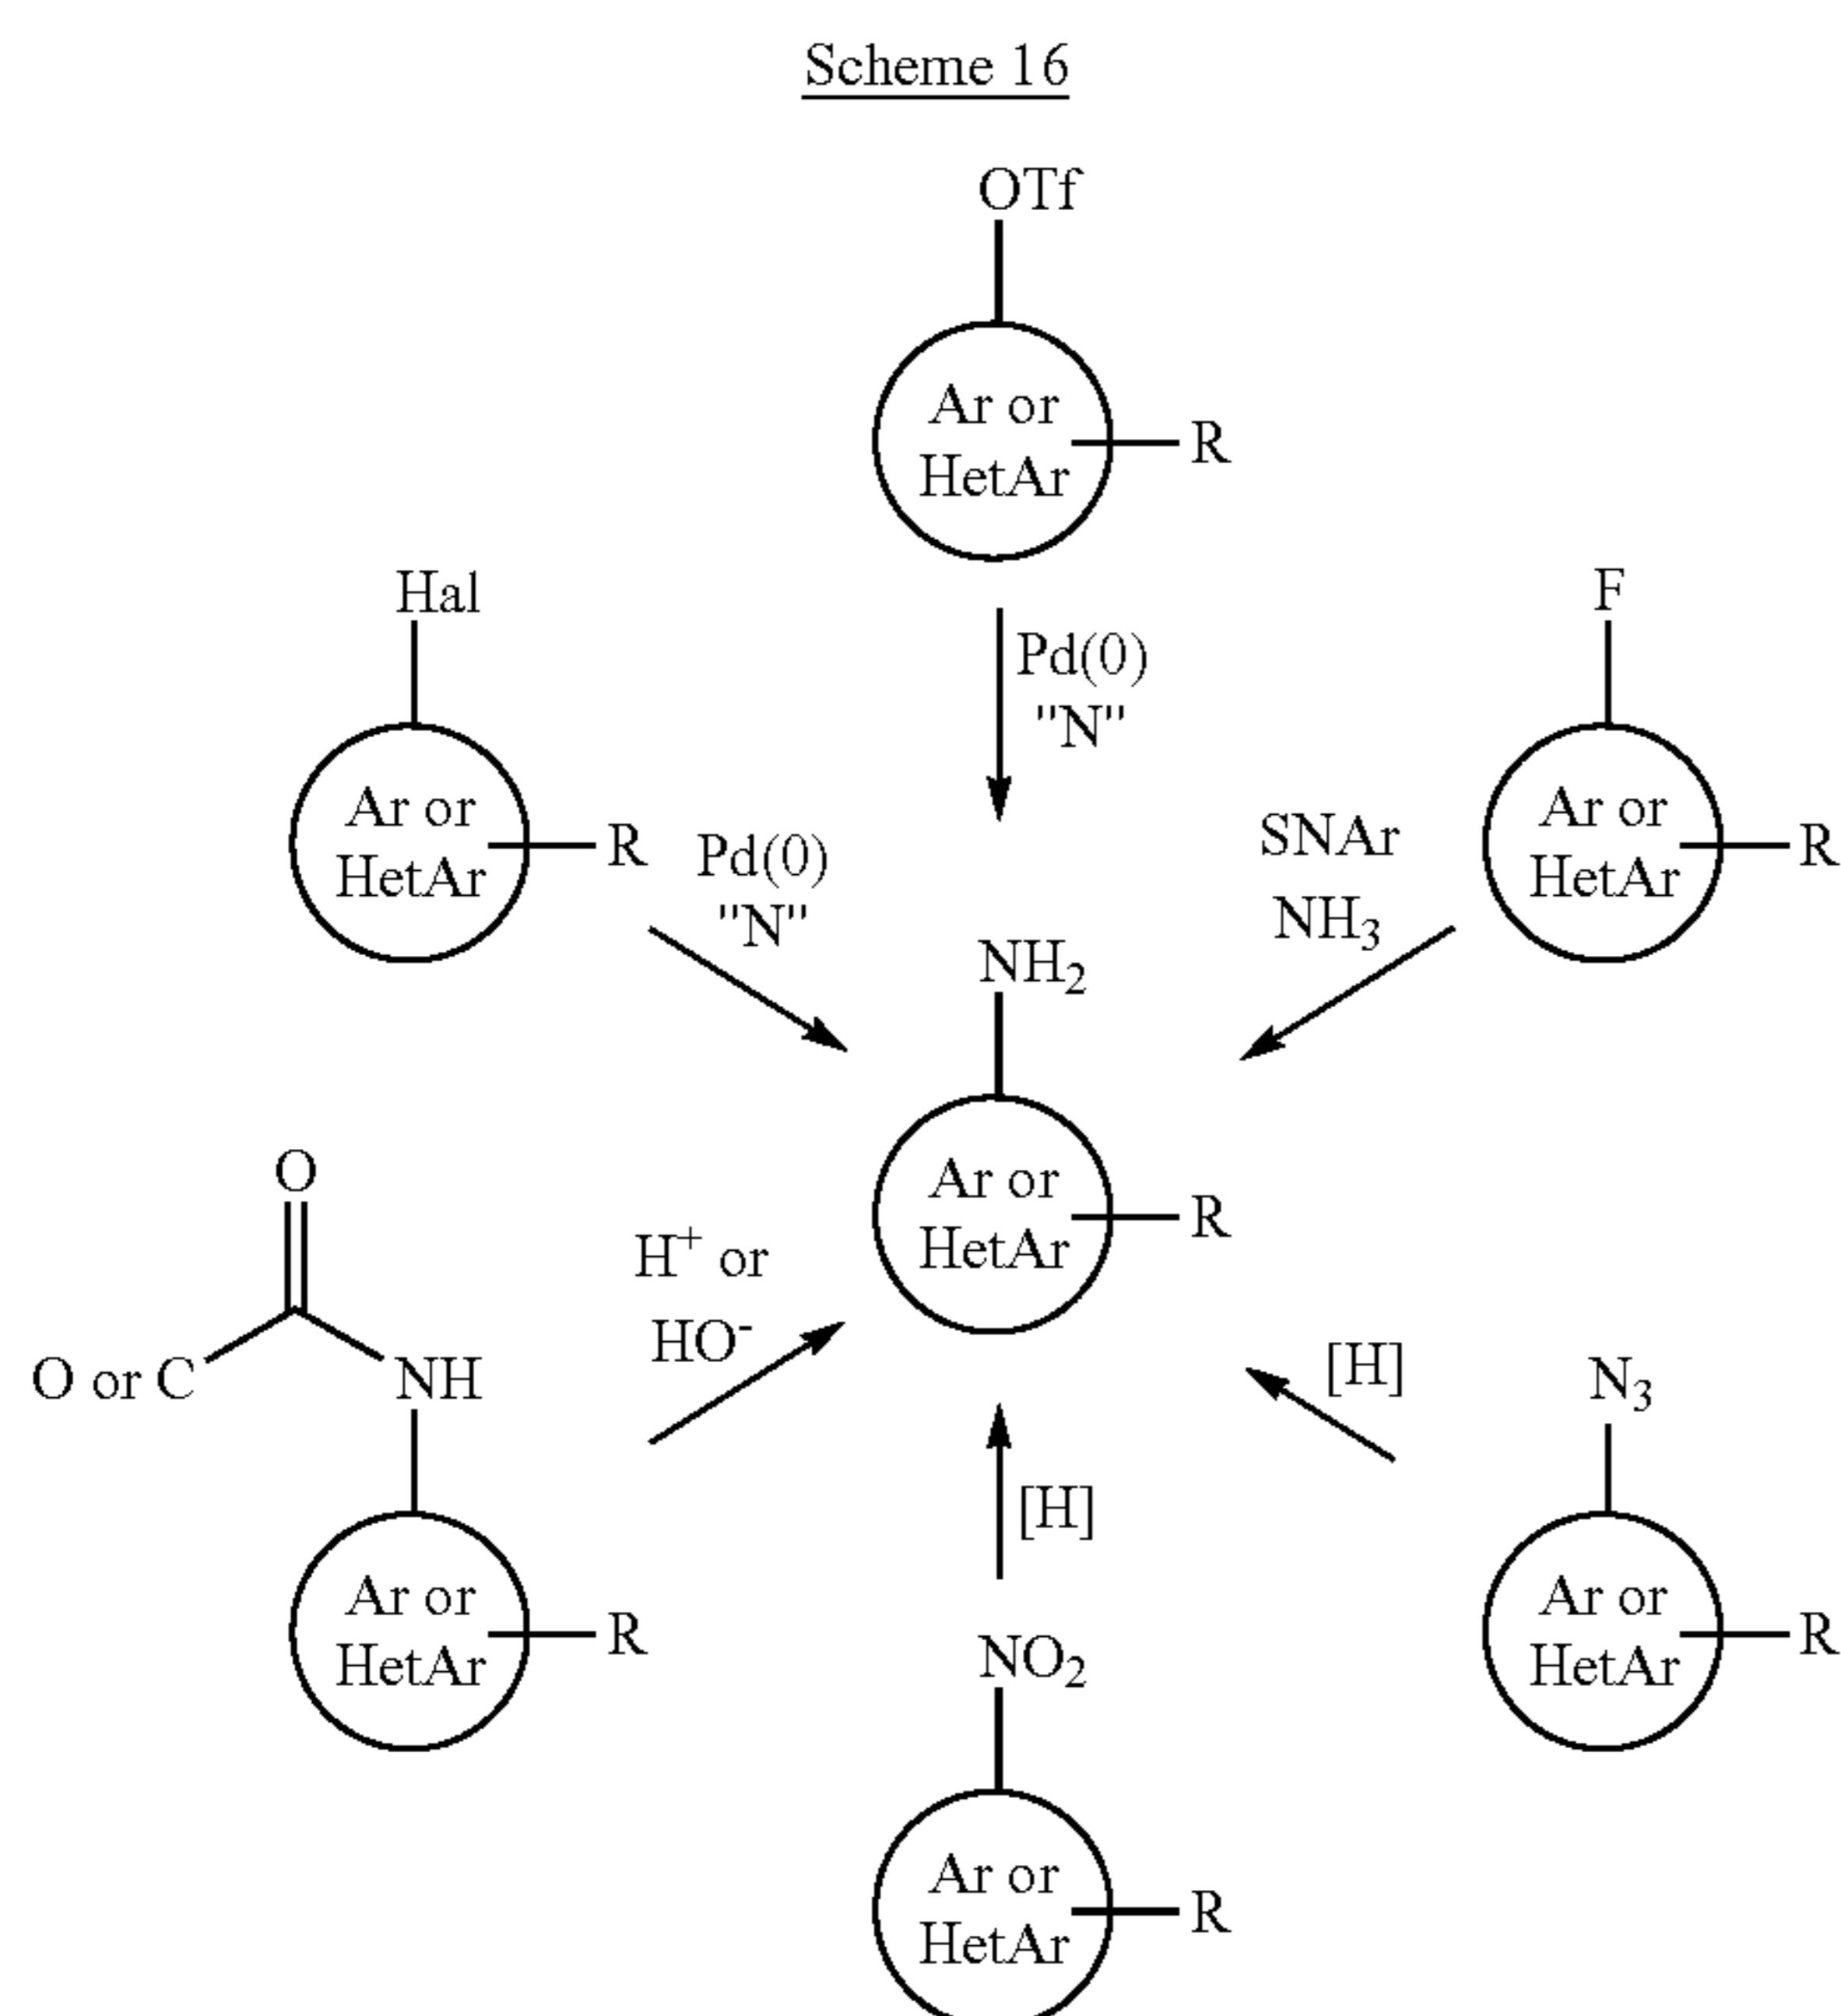 Scheme 16
OTf
Ar or
HetAr
R
Pd(0)
"N"
Hal
Ar or
HetAr
R
Pd(0)
"N"
F
Ar or
HetAr
R
SNAr
NH3
NH2
Ar or
HetAr
R
O
O or C
NH
Ar or
HetAr
R
H+ or
HO-
[H]
NO2
Ar or
HetAr
R
[H]
N3
Ar or
HetAr
R